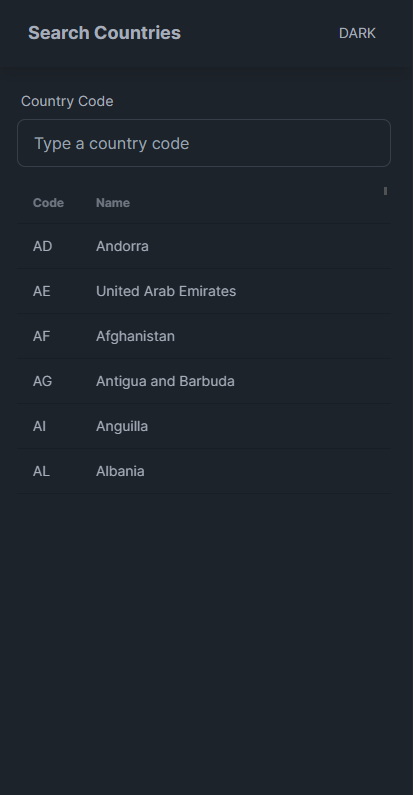 Search Countries DARK
Country Code
Type a country code
Code Name
AD Andorra
AE United Arab Emirates
AF Afghanistan
AG Antigua and Barbuda
AI Anguilla
AL Albania